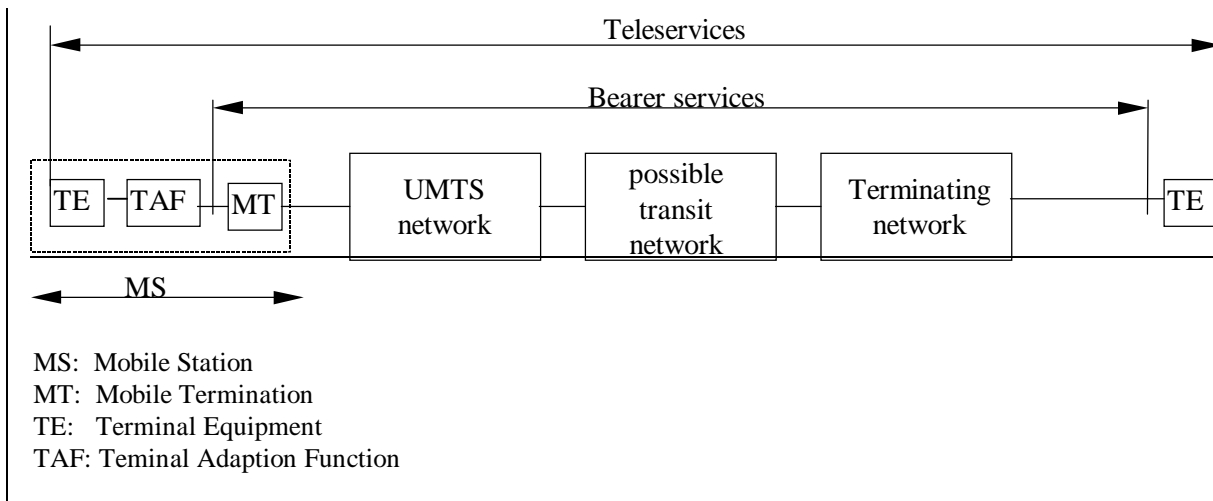 Teleservices
Bearer services
TE
TAF
MT
UMTS
network
possible
transit
network
Terminating
network
TE
MS
MS: Mobile Station
MT: Mobile Termination
TE: Terminal Equipment
TAF: Teminal Adaption Function